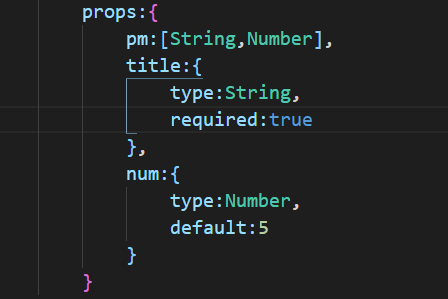 props:{
pm:[String,Number],
title:{
type:String,
required:true
},
num:{
type:Number,
default:5
}
}